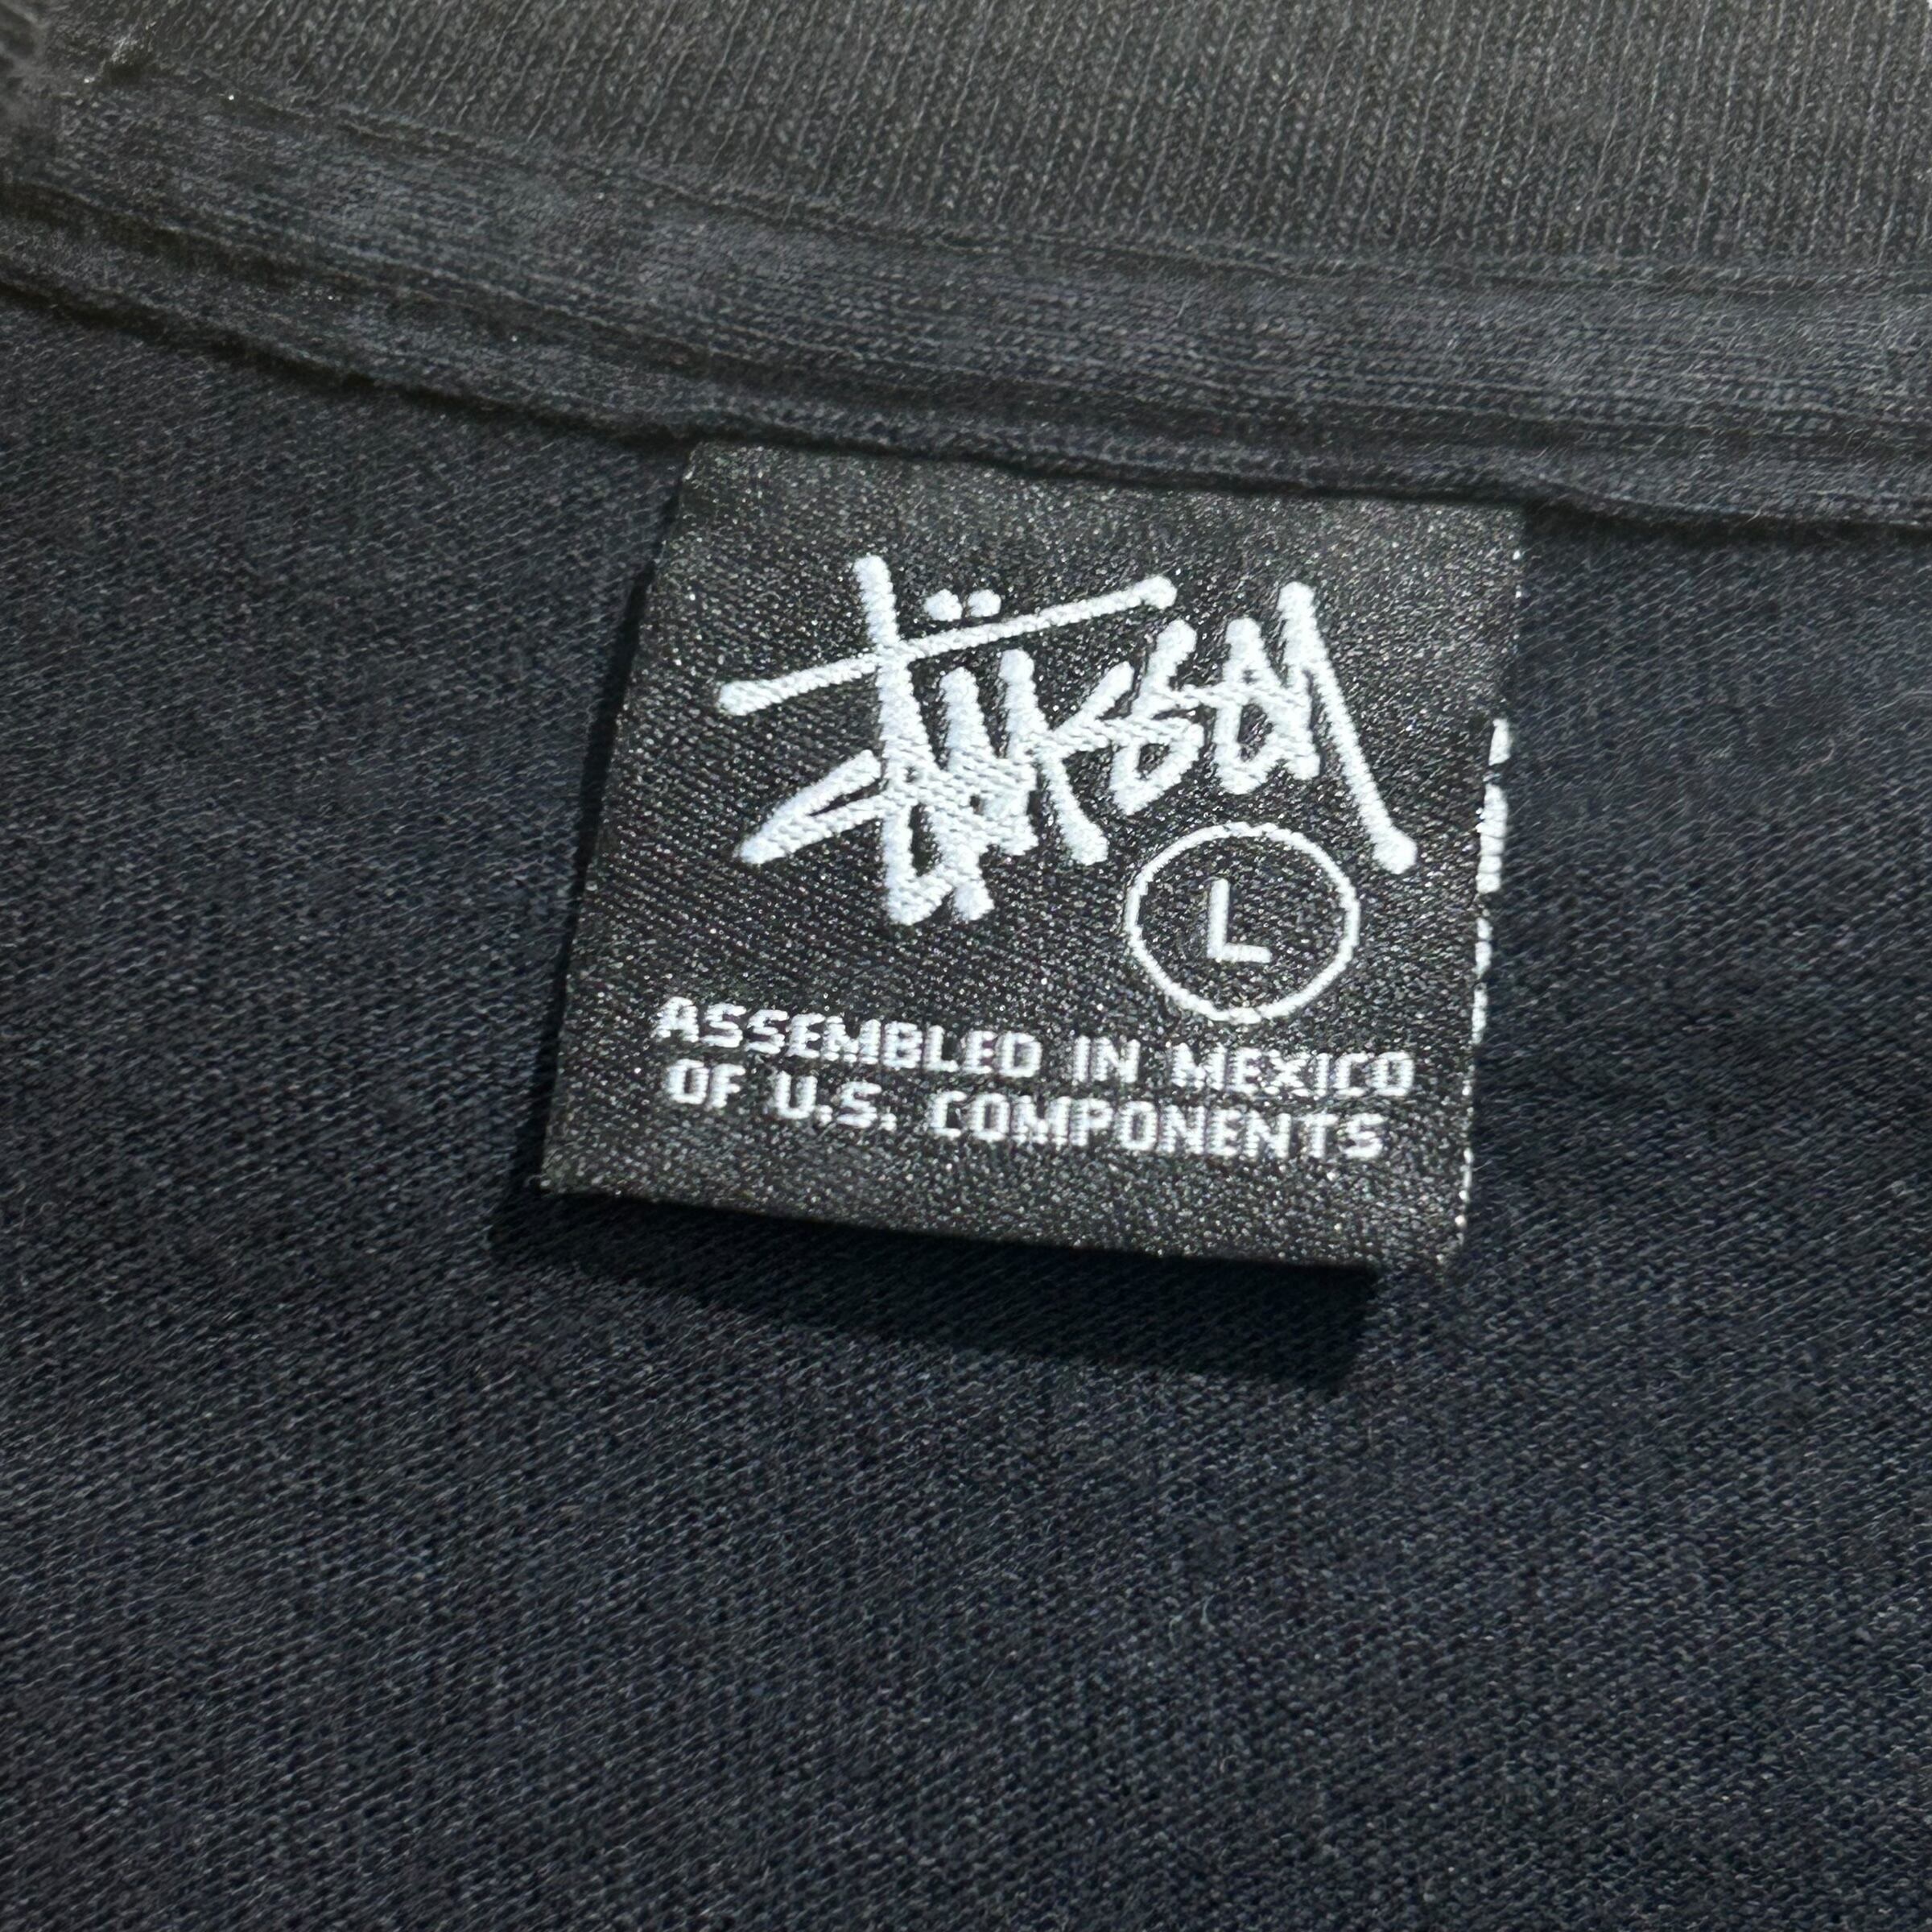 Stüssy
L
ASSEMBLED IN MEXICO
OF U.S. COMPONENTS